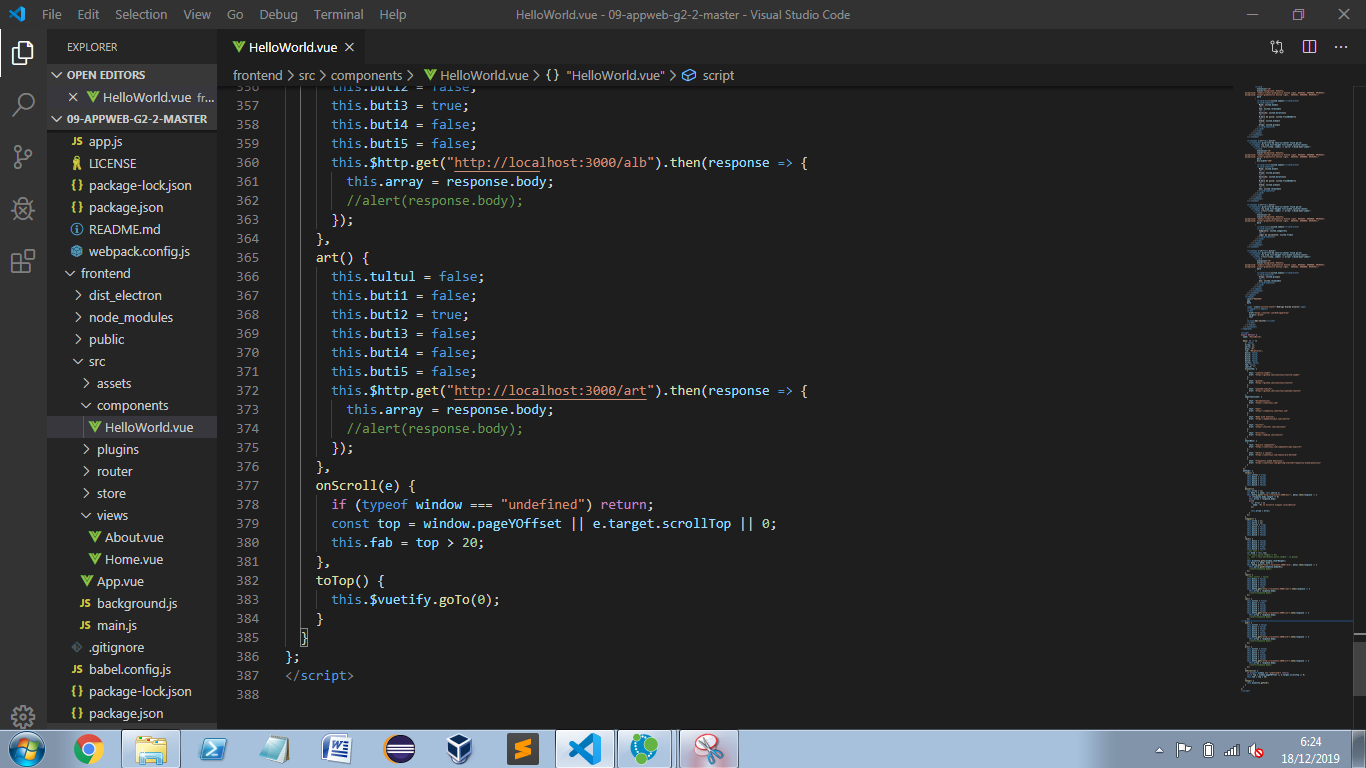 File Edit Selection View Go Debug Terminal Help
HelloWorld.vue - 09-appweb-g2-2-master - Visual Studio Code
EXPLORER
OPEN EDITORS
HelloWorld.vue fr...
09-APPWEB-G2-2-MASTER
JS app.js
LICENSE
{} package-lock.json
{} package.json
README.md
webpack.config.js
frontend
dist_electron
node_modules
public
src
assets
components
HelloWorld.vue
plugins
router
store
views
About.vue
Home.vue
App.vue
JS background.js
JS main.js
.gitignore
JS babel.config.js
{} package-lock.json
{} package.json
HelloWorld.vue
frontend > src > components > HelloWorld.vue > {} "HelloWorld.vue" > script
356 this.buti2 = false;
357 this.buti3 = true;
358 this.buti4 = false;
359 this.buti5 = false;
360 this.$http.get("http://localhost:3000/alb").then(response => {
361 this.array = response.body;
362 //alert(response.body);
363 });
364 },
365 art() {
366 this.tultul = false;
367 this.buti1 = false;
368 this.buti2 = true;
369 this.buti3 = false;
370 this.buti4 = false;
371 this.buti5 = false;
372 this.$http.get("http://localhost:3000/art").then(response => {
373 this.array = response.body;
374 //alert(response.body);
375 });
376 },
377 onScroll(e) {
378 if (typeof window === "undefined") return;
379 const top = window.pageYOffset || e.target.scrollTop || 0;
380 this.fab = top > 20;
381 },
382 toTop() {
383 this.$vuetify.goTo(0);
384 }
385 }
386 };
387 </script>
388
6:24
18/12/2019